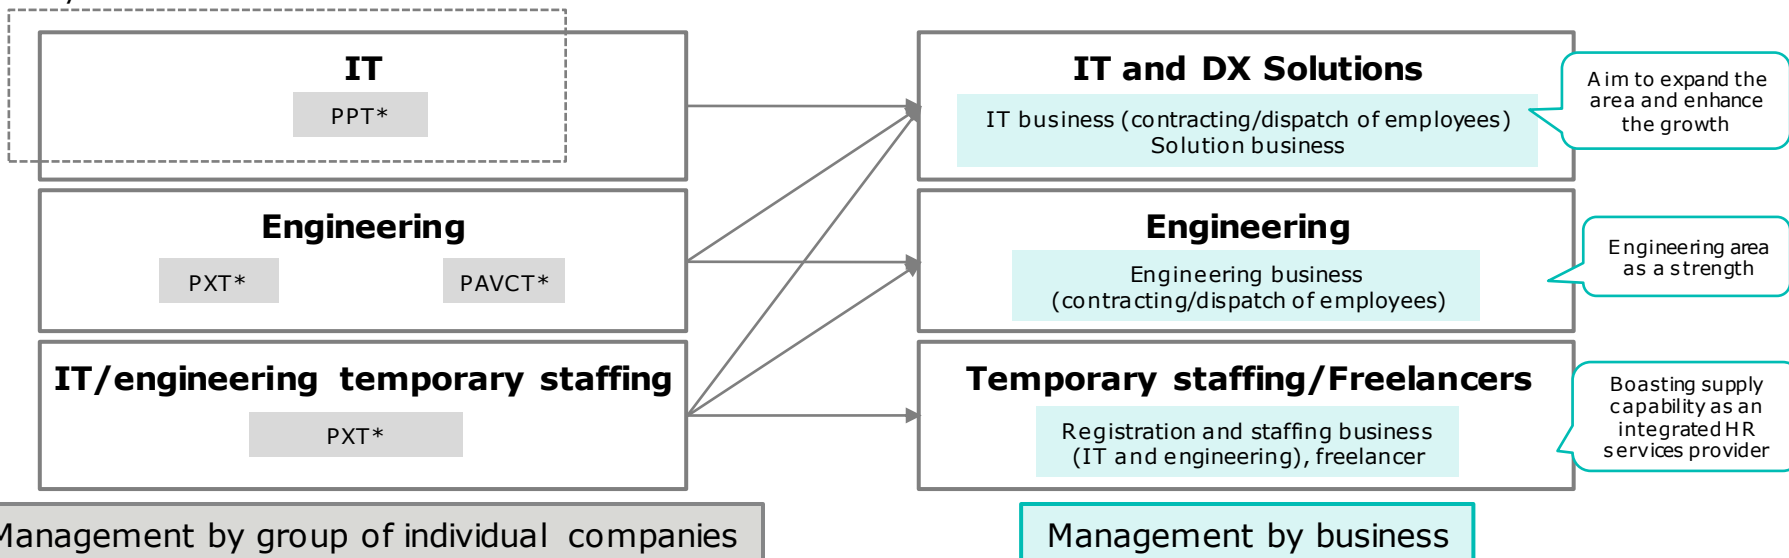 IT
PPT*
Engineering
PXT*
PAVCT*
IT/engineering temporary staffing
PXT*
Management by group of individual companies
IT and DX Solutions
IT business (contracting/dispatch of employees)
Solution business
Engineering
Engineering business
(contracting/dispatch of employees)
Temporary staffing/Freelancers
Registration and staffing business
(IT and engineering), freelancer
Management by business
Aim to expand the
area and enhance
the growth
Engineering area
as a strength
Boasting supply
capability as an
integrated HR
services provider